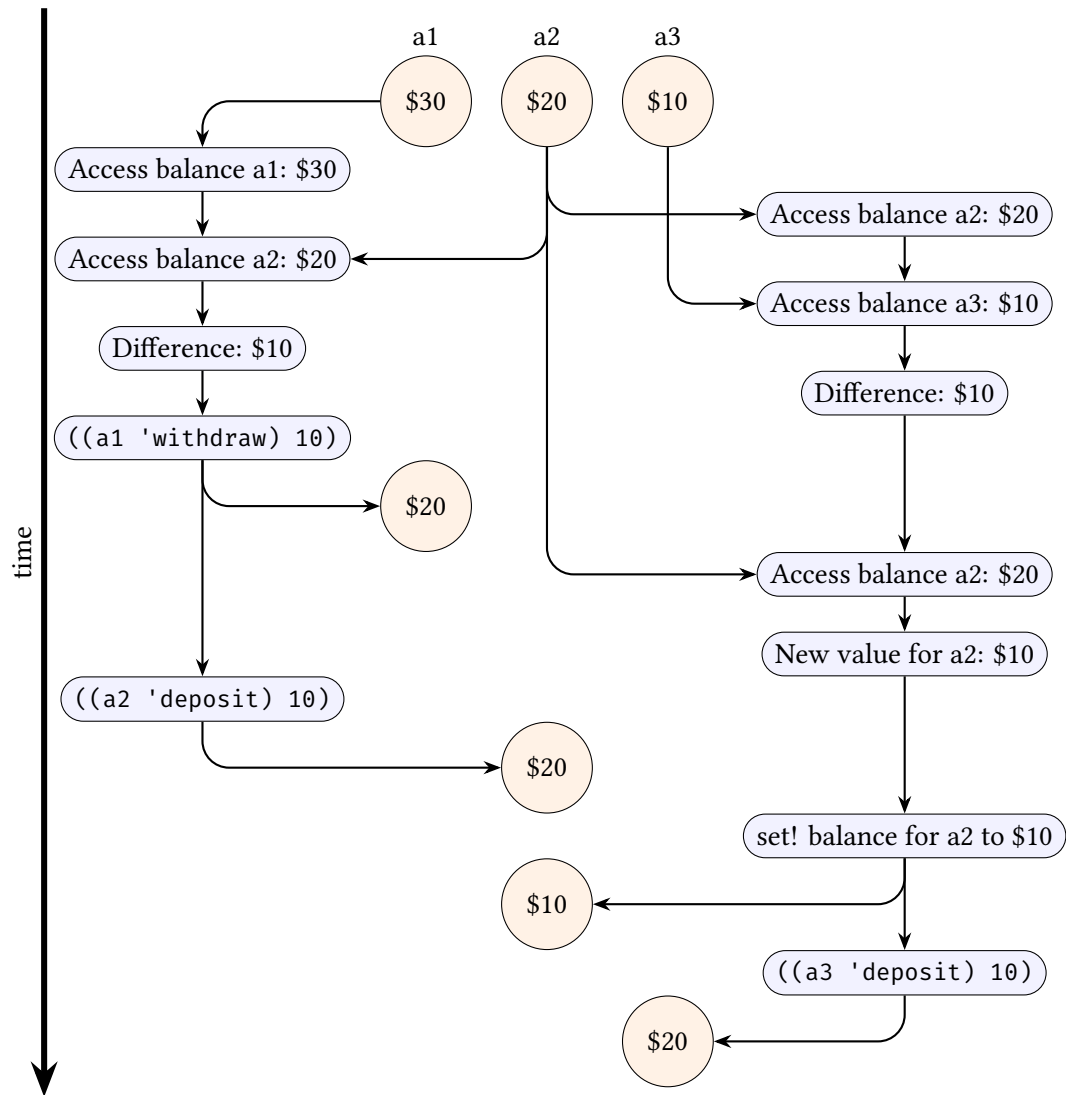 a1 a2 a3
$30 $20 $10
Access balance a1: $30
Access balance a2: $20
Access balance a2: $20
Access balance a3: $10
Difference: $10
Difference: $10
((a1 'withdraw) 10)
$20
time
Access balance a2: $20
New value for a2: $10
((a2 'deposit) 10)
$20
set! balance for a2 to $10
$10
((a3 'deposit) 10)
$20